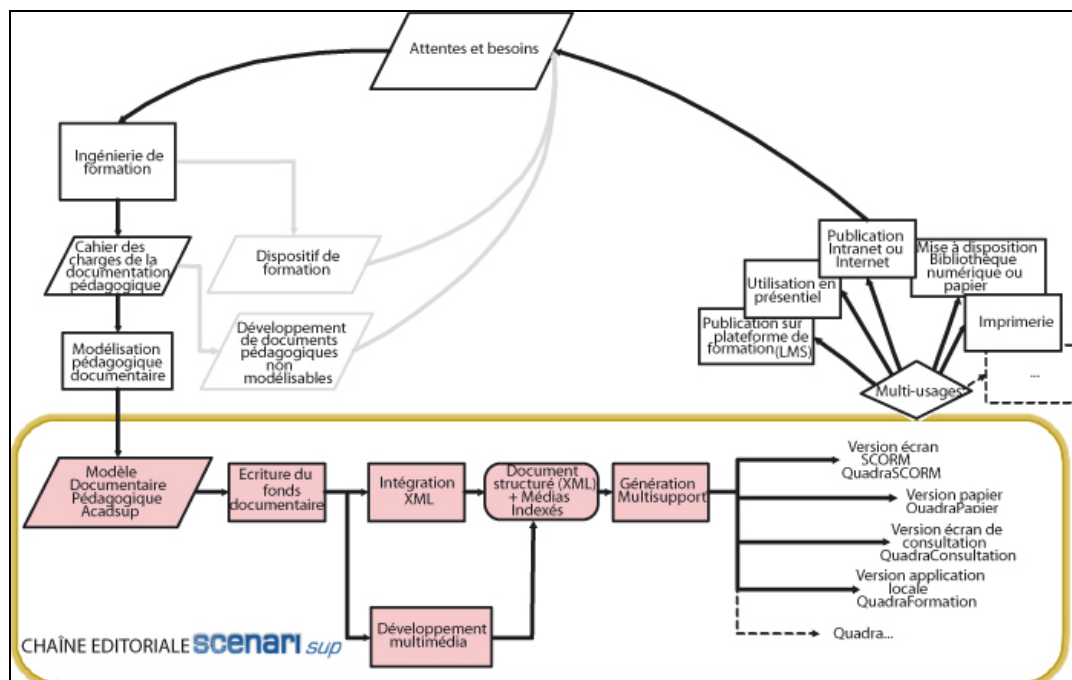 Attentes et besoins
Ingénierie de
formation
Cahier des
charges de la
documentation
pédagogique
Modélisation
pédagogique
documentaire
Dispositif de
formation
Développement
de documents
pédagogiques
non
modélisables
Publication
Intranet ou
Internet
Mise à disposition
Bibliothèque
numérique ou
papier
Utilisation en
présentiel
Imprimerie
Publication sur
plateforme de
formation(LMS)
...
Multi-usages
Modèle
Documentaire
Pédagogique
Acadsup
Ecriture du
fonds
documentaire
Intégration
XML
Document
structuré (XML)
+ Médias
Indexés
Génération
Multisupport
Version écran
SCORM
QuadraSCORM
Version papier
QuadraPapier
Version écran de
consultation
QuadraConsultation
Version application
locale
QuadraFormation
Quadra...
Développement
multimédia
CHAÎNE EDITORIALE scenari sup